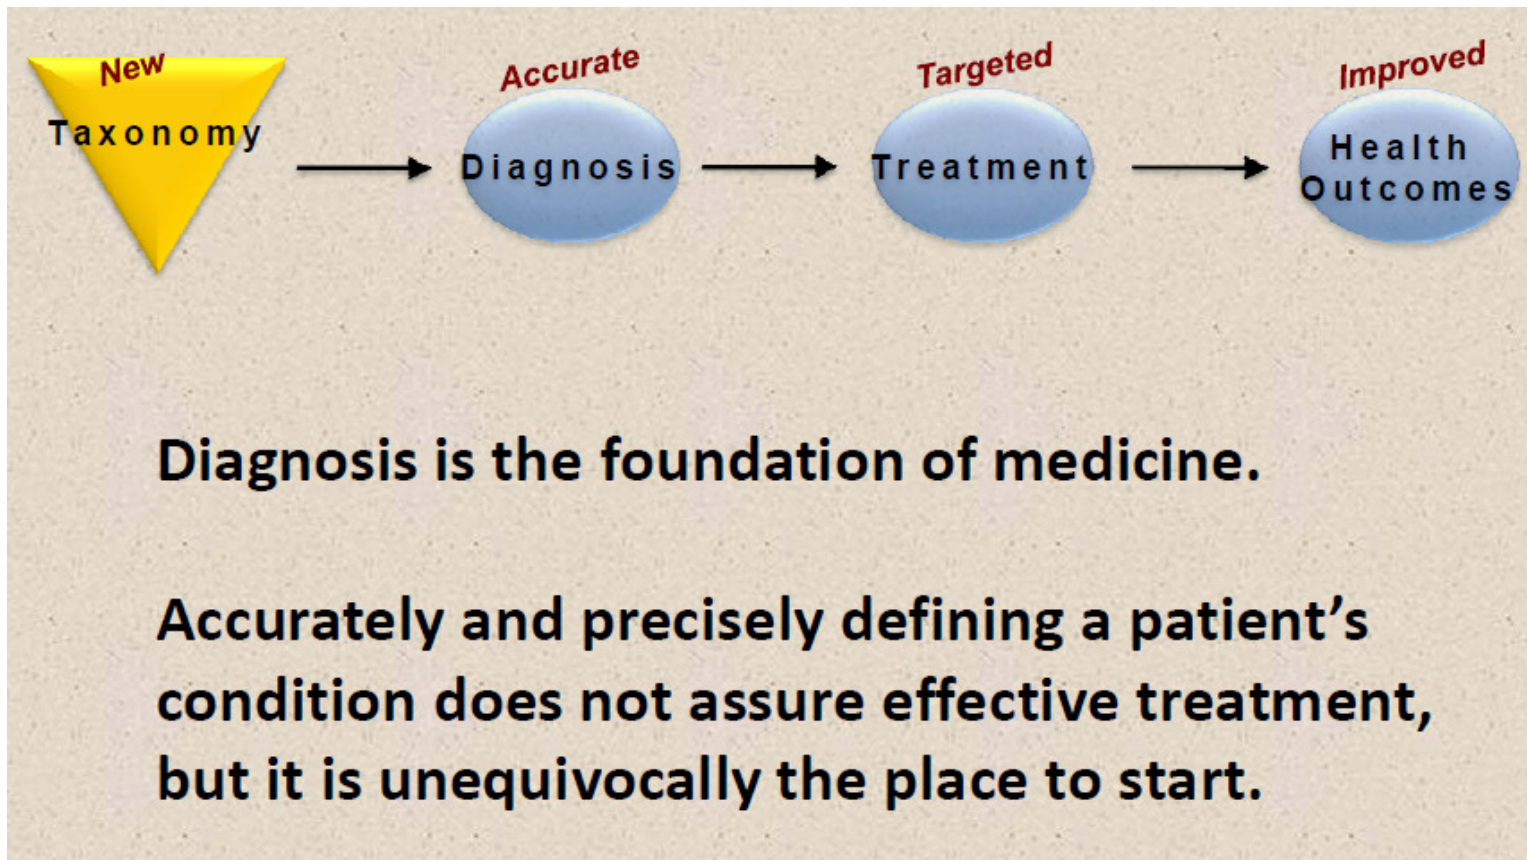 New
Taxonomy
Accurate
Diagnosis
Targeted
Treatment
Improved
Health
Outcomes
Diagnosis is the foundation of medicine.
Accurately and precisely defining a patient’s
condition does not assure effective treatment,
but it is unequivocally the place to start.